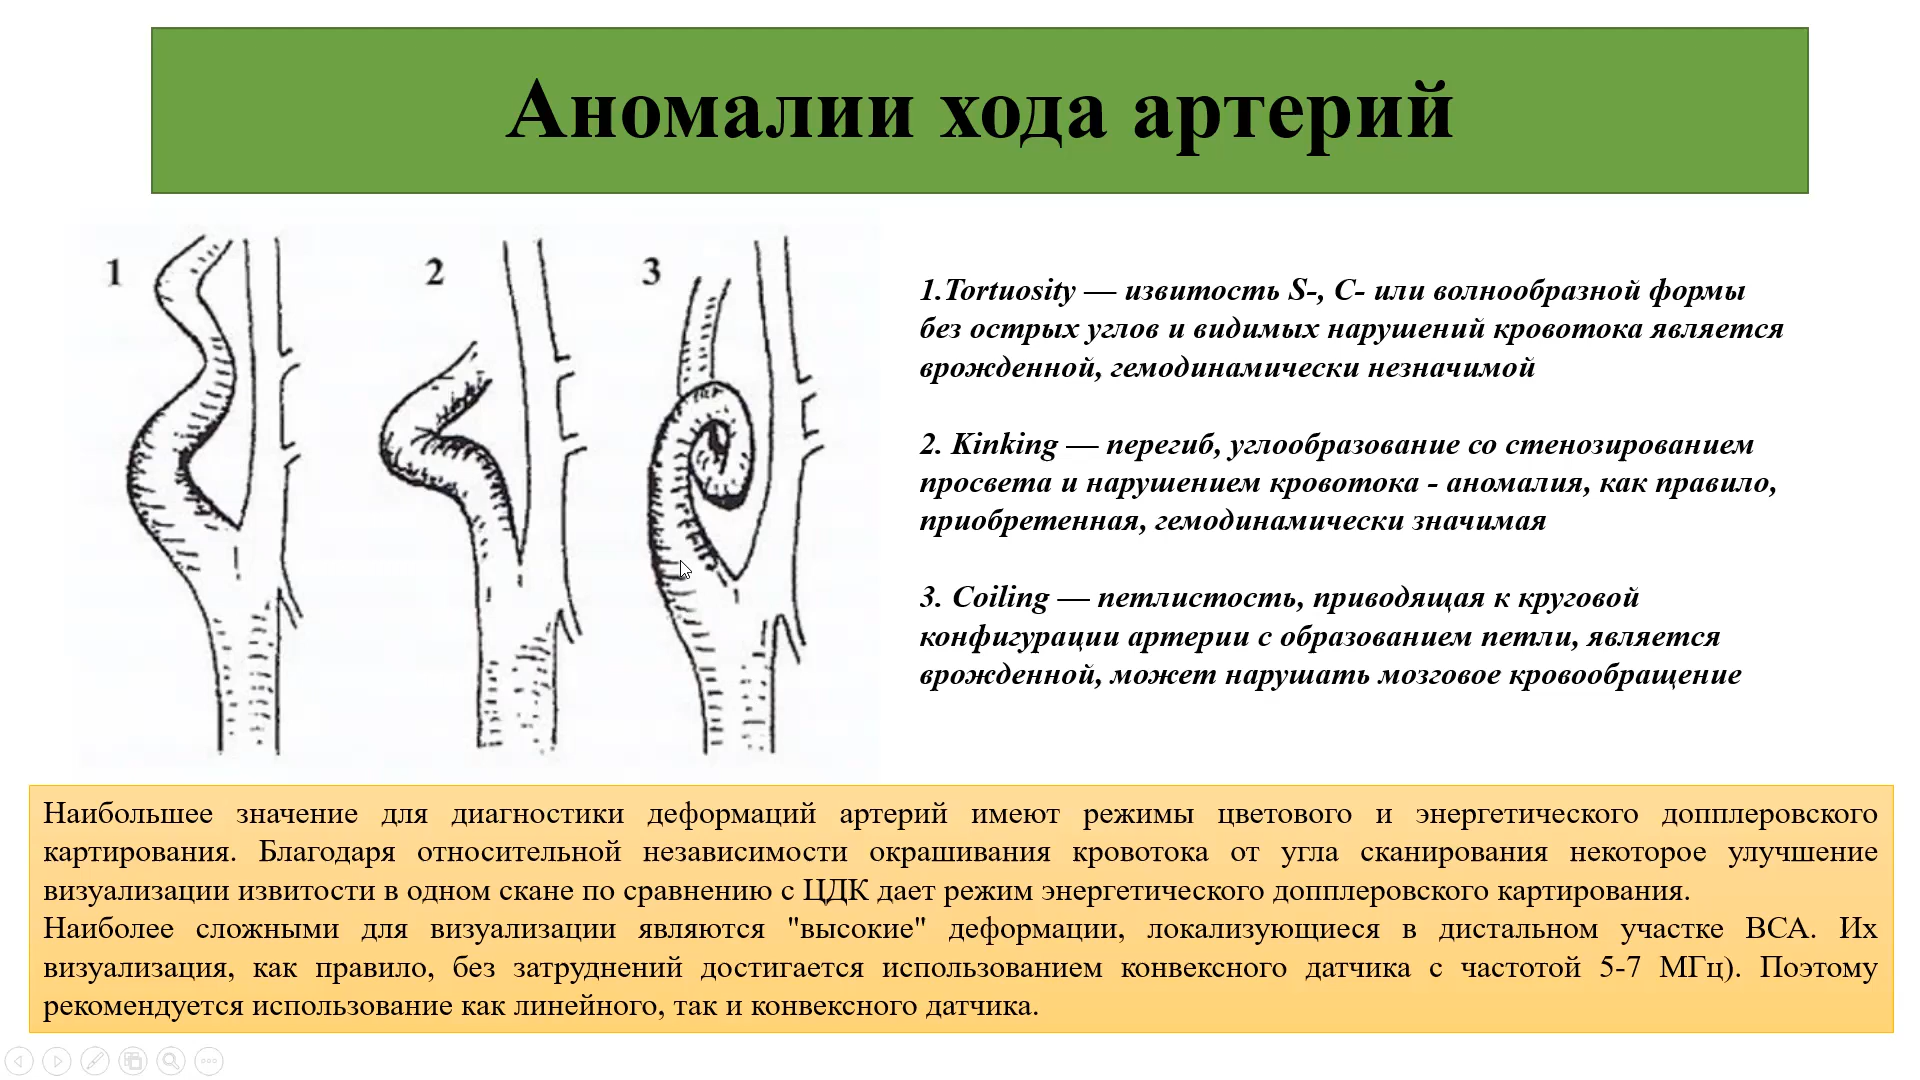 Аномалии хода артерий
1
2
3
1.Tortuosity — извитость S-, С- или волнообразной формы
без острых углов и видимых нарушений кровотока является
врожденной, гемодинамически незначимой
2. Kinking — перегиб, углообразование со стенозированием
просвета и нарушением кровотока - аномалия, как правило,
приобретенная, гемодинамически значимая
3. Coiling — петлистость, приводящая к круговой
конфигурации артерии с образованием петли, является
врожденной, может нарушать мозговое кровообращение
Наибольшее значение для диагностики деформаций артерий имеют режимы цветового и энергетического допплеровского
картирования. Благодаря относительной независимости окрашивания кровотока от угла сканирования некоторое улучшение
визуализации извитости в одном скане по сравнению с ЦДК дает режим энергетического допплеровского картирования.
Наиболее сложными для визуализации являются "высокие" деформации, локализующиеся в дистальном участке ВСА. Их
визуализация, как правило, без затруднений достигается использованием конвексного датчика с частотой 5-7 МГц). Поэтому
рекомендуется использование как линейного, так и конвексного датчика.